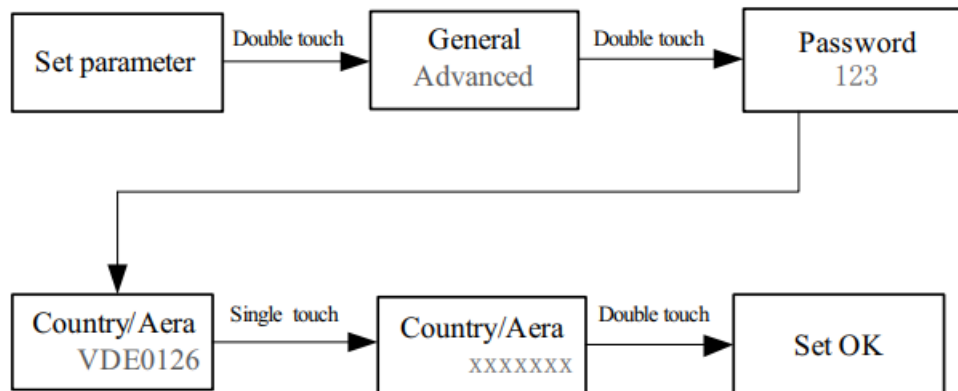 Set parameter
Double touch
General
Advanced
Double touch
Password
123
Country/Aera
VDE0126
Single touch
Country/Aera
xxxxxxx
Double touch
Set OK